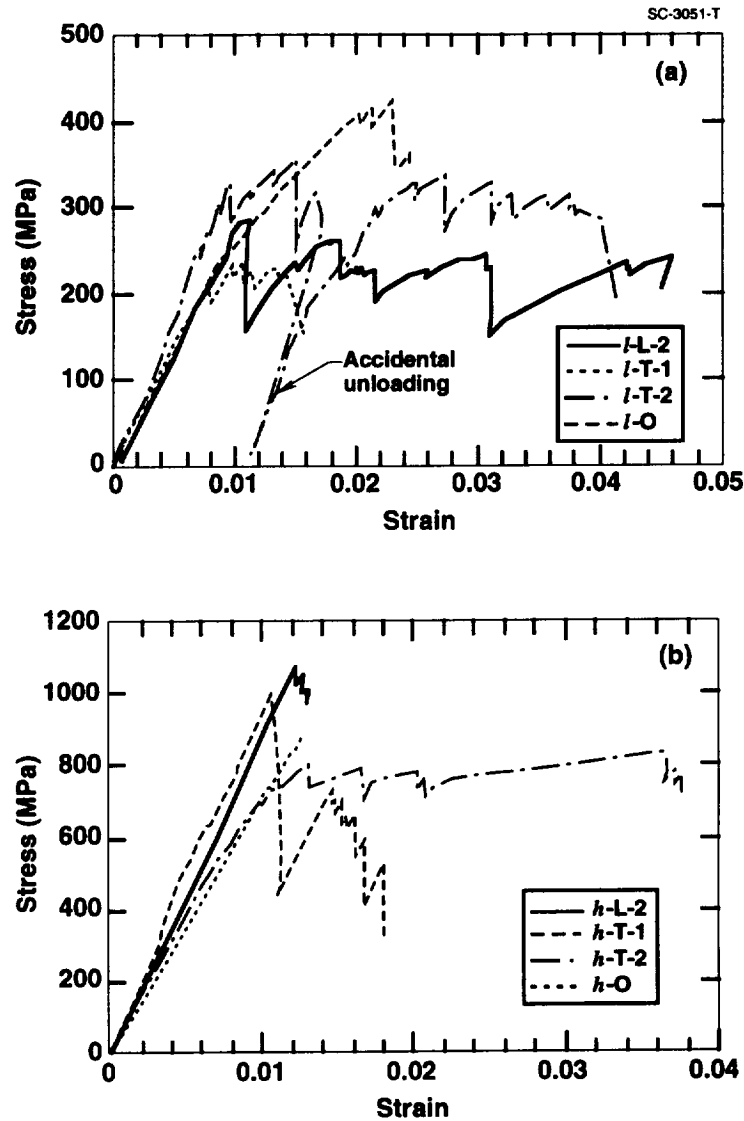 SC-3051-T
500
(a)
400
300
200
100
0
Stress (MPa)
Accidental
unloading
l-L-2
l-T-1
l-T-2
l-O
0 0.01 0.02 0.03 0.04 0.05
Strain
1200
(b)
1000
800
600
400
200
0
Stress (MPa)
h-L-2
h-T-1
h-T-2
h-O
0 0.01 0.02 0.03 0.04
Strain